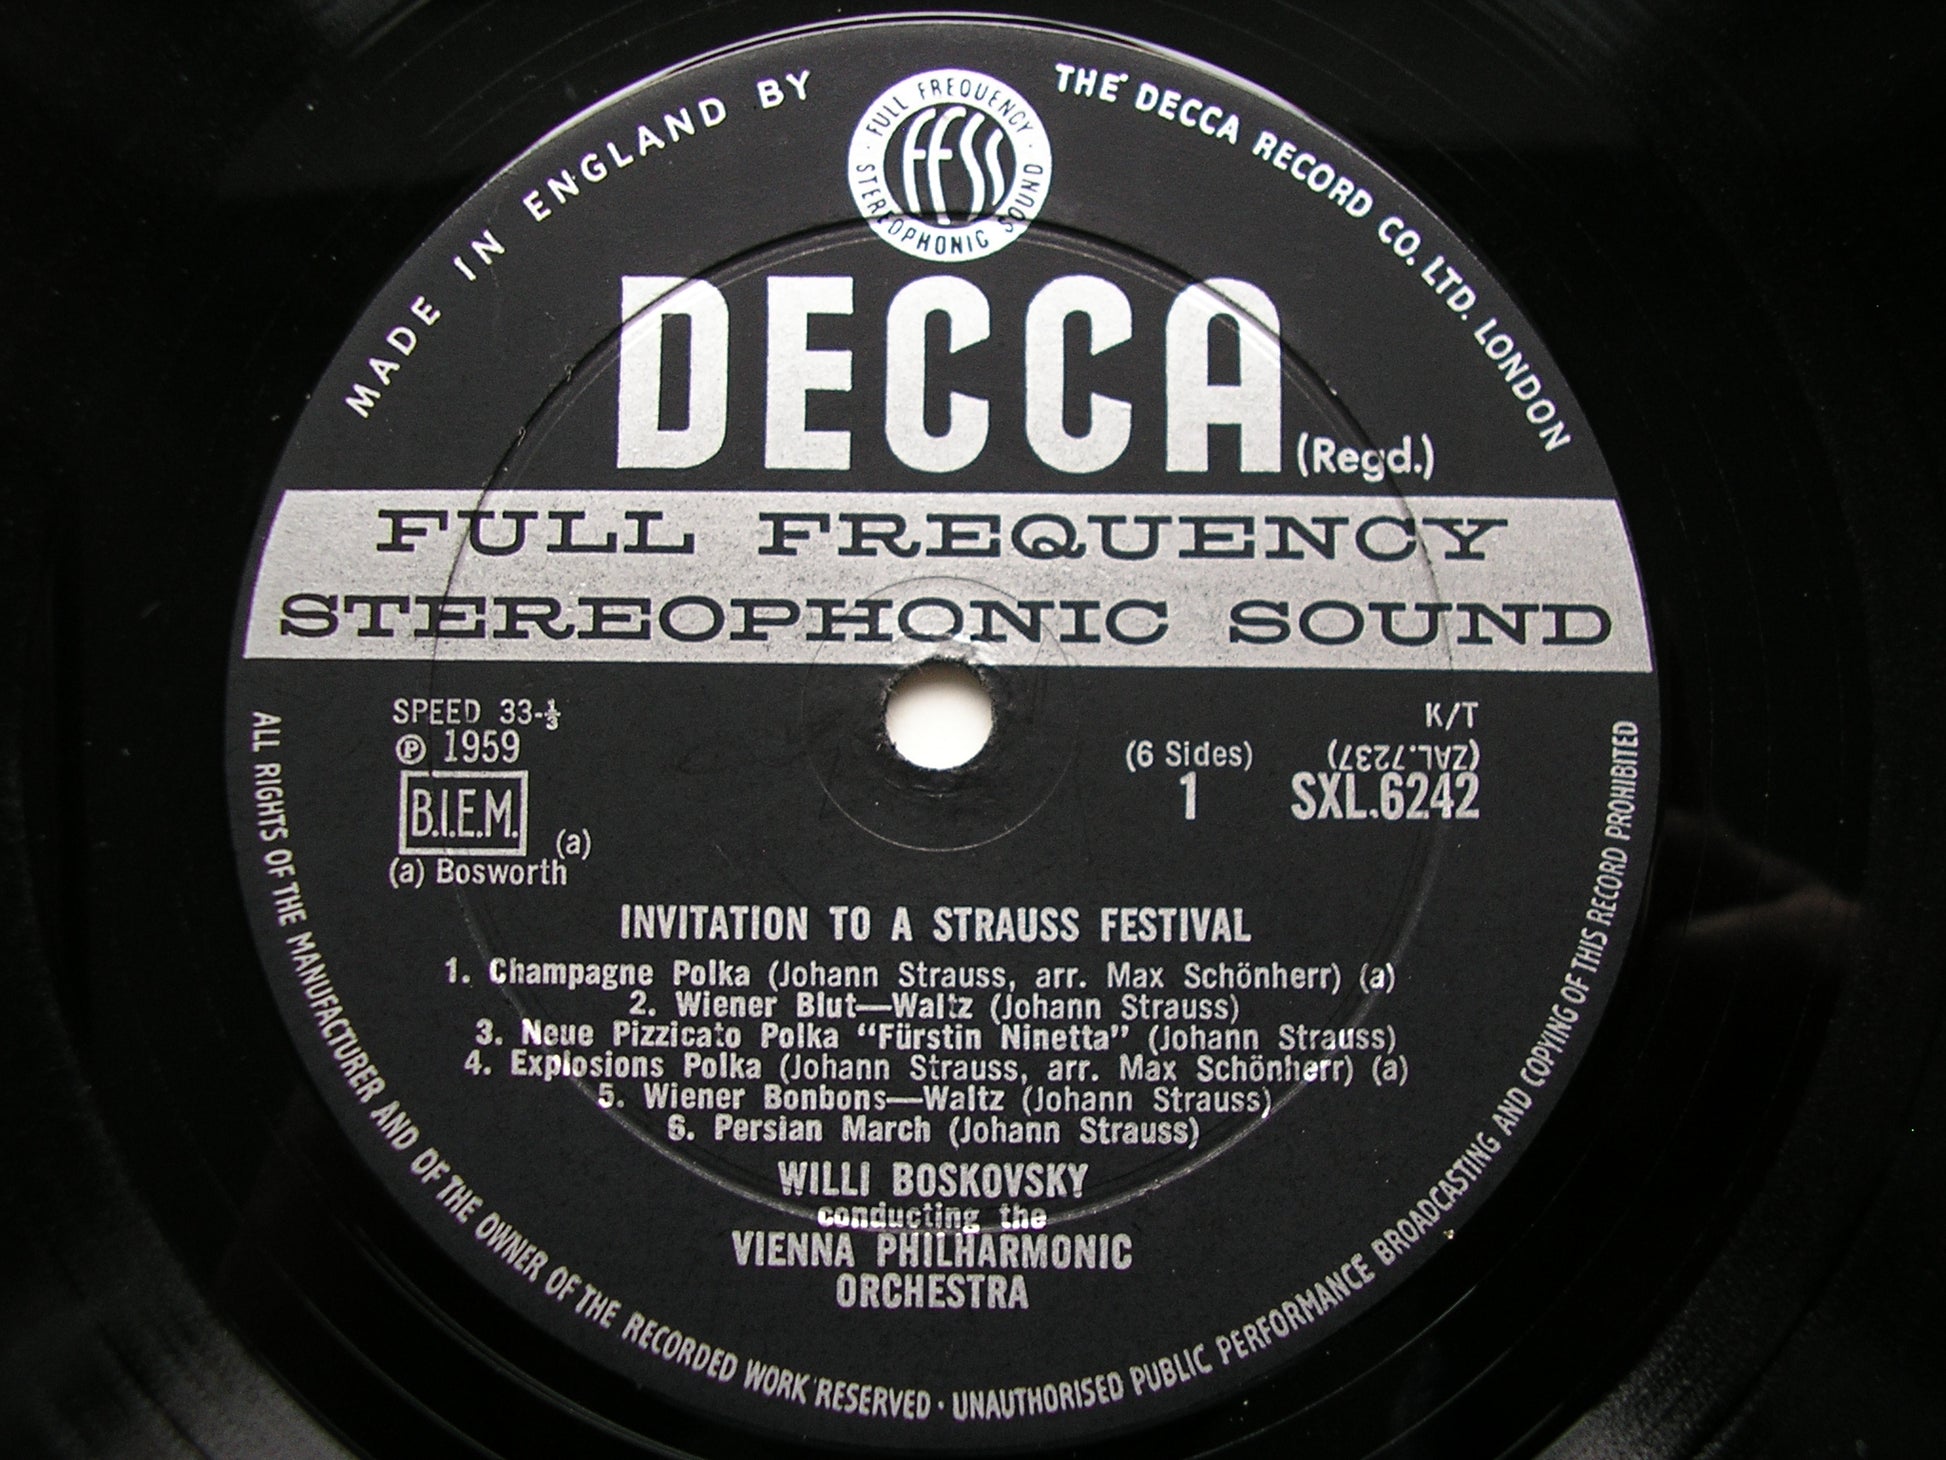 MADE IN ENGLAND BY
THE DECCA RECORD CO. LTD. LONDON
· FULL FREQUENCY ·
STEREOPHONIC SOUND
FFSS
DECCA (Regd.)
FULL FREQUENCY
STEREOPHONIC SOUND
SPEED 33-⅓
℗ 1959
B.I.E.M. (a)
(a) Bosworth
K/T
(ZAL.7237)
(6 Sides)
1
SXL.6242
INVITATION TO A STRAUSS FESTIVAL
1. Champagne Polka (Johann Strauss, arr. Max Schönherr) (a)
2. Wiener Blut—Waltz (Johann Strauss)
3. Neue Pizzicato Polka “Fürstin Ninetta” (Johann Strauss)
4. Explosions Polka (Johann Strauss, arr. Max Schönherr) (a)
5. Wiener Bonbons—Waltz (Johann Strauss)
6. Persian March (Johann Strauss)
WILLI BOSKOVSKY
conducting the
VIENNA PHILHARMONIC
ORCHESTRA
ALL RIGHTS OF THE MANUFACTURER AND OF THE OWNER OF THE RECORDED WORK RESERVED · UNAUTHORISED PUBLIC PERFORMANCE BROADCASTING AND COPYING OF THIS RECORD PROHIBITED